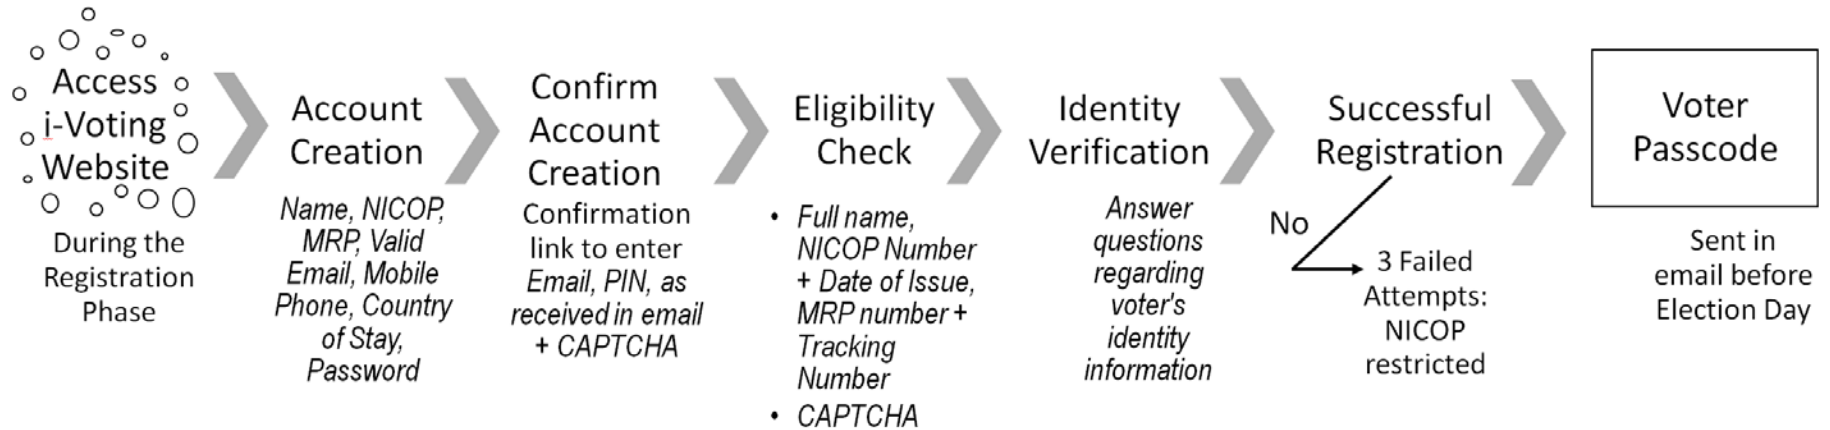 Access
i-Voting
Website
During the
Registration
Phase
Account
Creation
Name, NICOP,
MRP, Valid
Email, Mobile
Phone, Country
of Stay,
Password
Confirm
Account
Creation
Confirmation
link to enter
Email, PIN, as
received in email
+ CAPTCHA
Eligibility
Check
• Full name,
NICOP Number
+ Date of Issue,
MRP number +
Tracking
Number
• CAPTCHA
Identity
Verification
Answer
questions
regarding
voter's
identity
information
Successful
Registration
No
3 Failed
Attempts:
NICOP
restricted
Voter
Passcode
Sent in
email before
Election Day